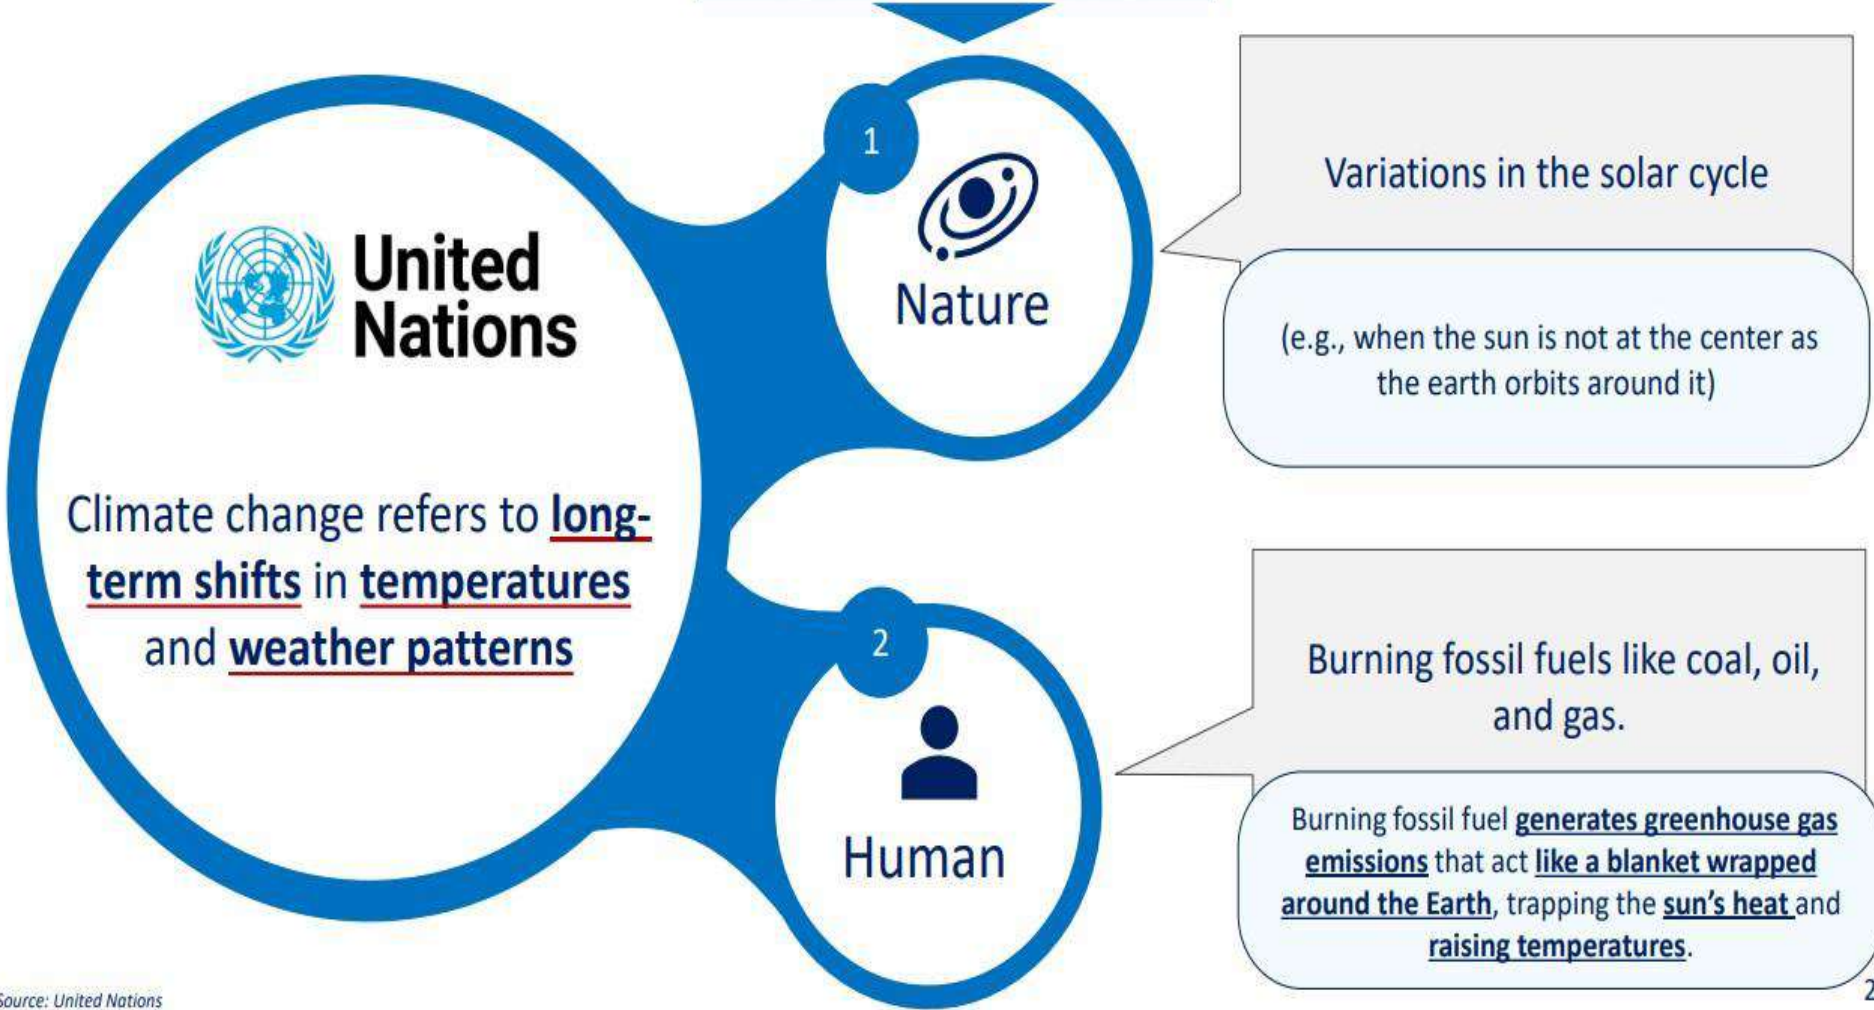 United
Nations
Climate change refers to long-
term shifts in temperatures
and weather patterns
1
Nature
Variations in the solar cycle
(e.g., when the sun is not at the center as
the earth orbits around it)
2
Human
Burning fossil fuels like coal, oil,
and gas.
Burning fossil fuel generates greenhouse gas
emissions that act like a blanket wrapped
around the Earth, trapping the sun's heat and
raising temperatures.
Source: United Nations
2